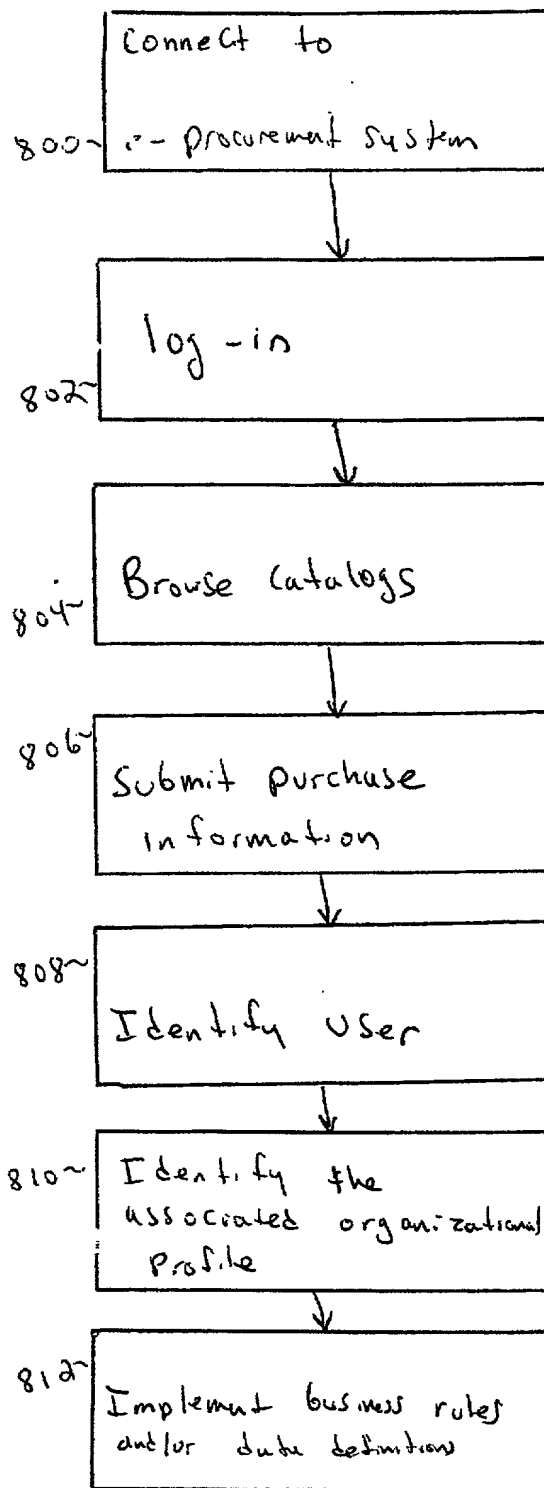 Connect to
800~ e- procurement system
log-in
802~
Browse catalogs
804~
806~
Submit purchase
information
808~
Identify user
810~
Identify the
associated organizational
profile
812~
Implement business rules
and/or data definitions